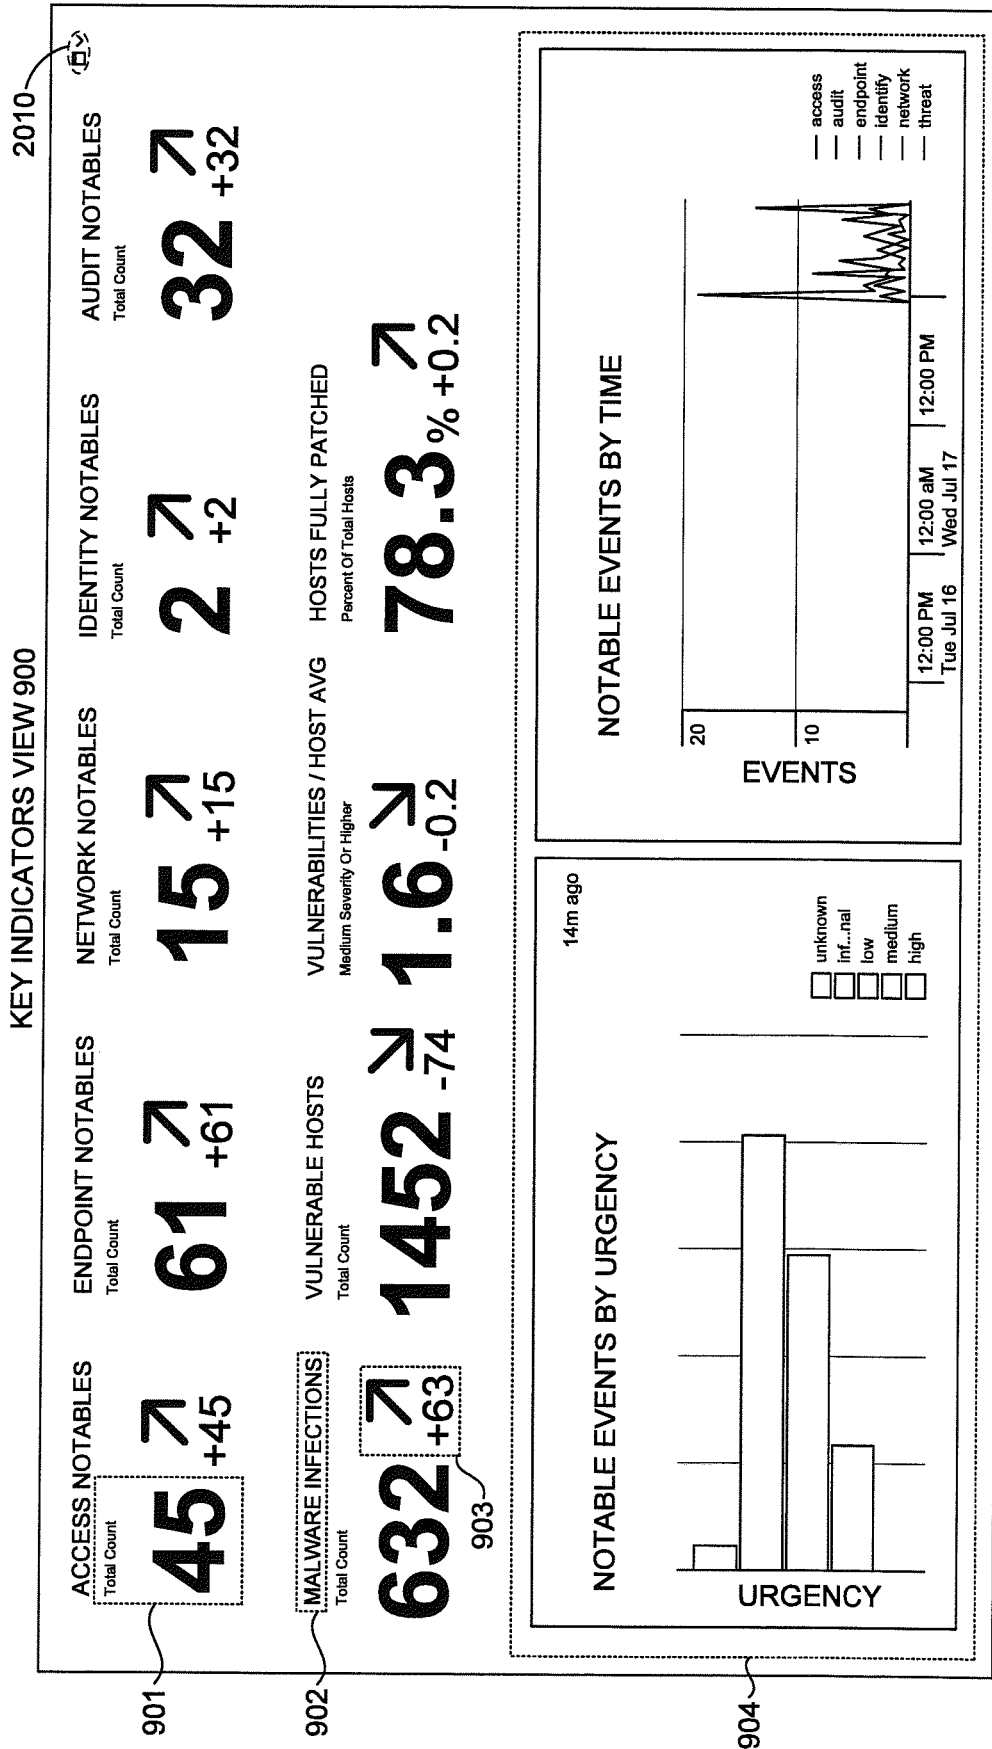 KEY INDICATORS VIEW 900
2010
ACCESS NOTABLES
Total Count
45 +45
ENDPOINT NOTABLES
Total Count
61 +61
NETWORK NOTABLES
Total Count
15 +15
IDENTITY NOTABLES
Total Count
2 +2
AUDIT NOTABLES
Total Count
32 +32
901
MALWARE INFECTIONS
Total Count
632 +63
VULNERABLE HOSTS
Total Count
1452 -74
VULNERABILITIES / HOST AVG
Medium Severity Or Higher
1.6 -0.2
HOSTS FULLY PATCHED
Percent Of Total Hosts
78.3% +0.2
902
903
14m ago
NOTABLE EVENTS BY URGENCY
URGENCY
unknown
inf...nal
low
medium
high
NOTABLE EVENTS BY TIME
EVENTS
20
10
12:00 PM
Tue Jul 16
12:00 aM
Wed Jul 17
12:00 PM
access
audit
endpoint
identify
network
threat
904